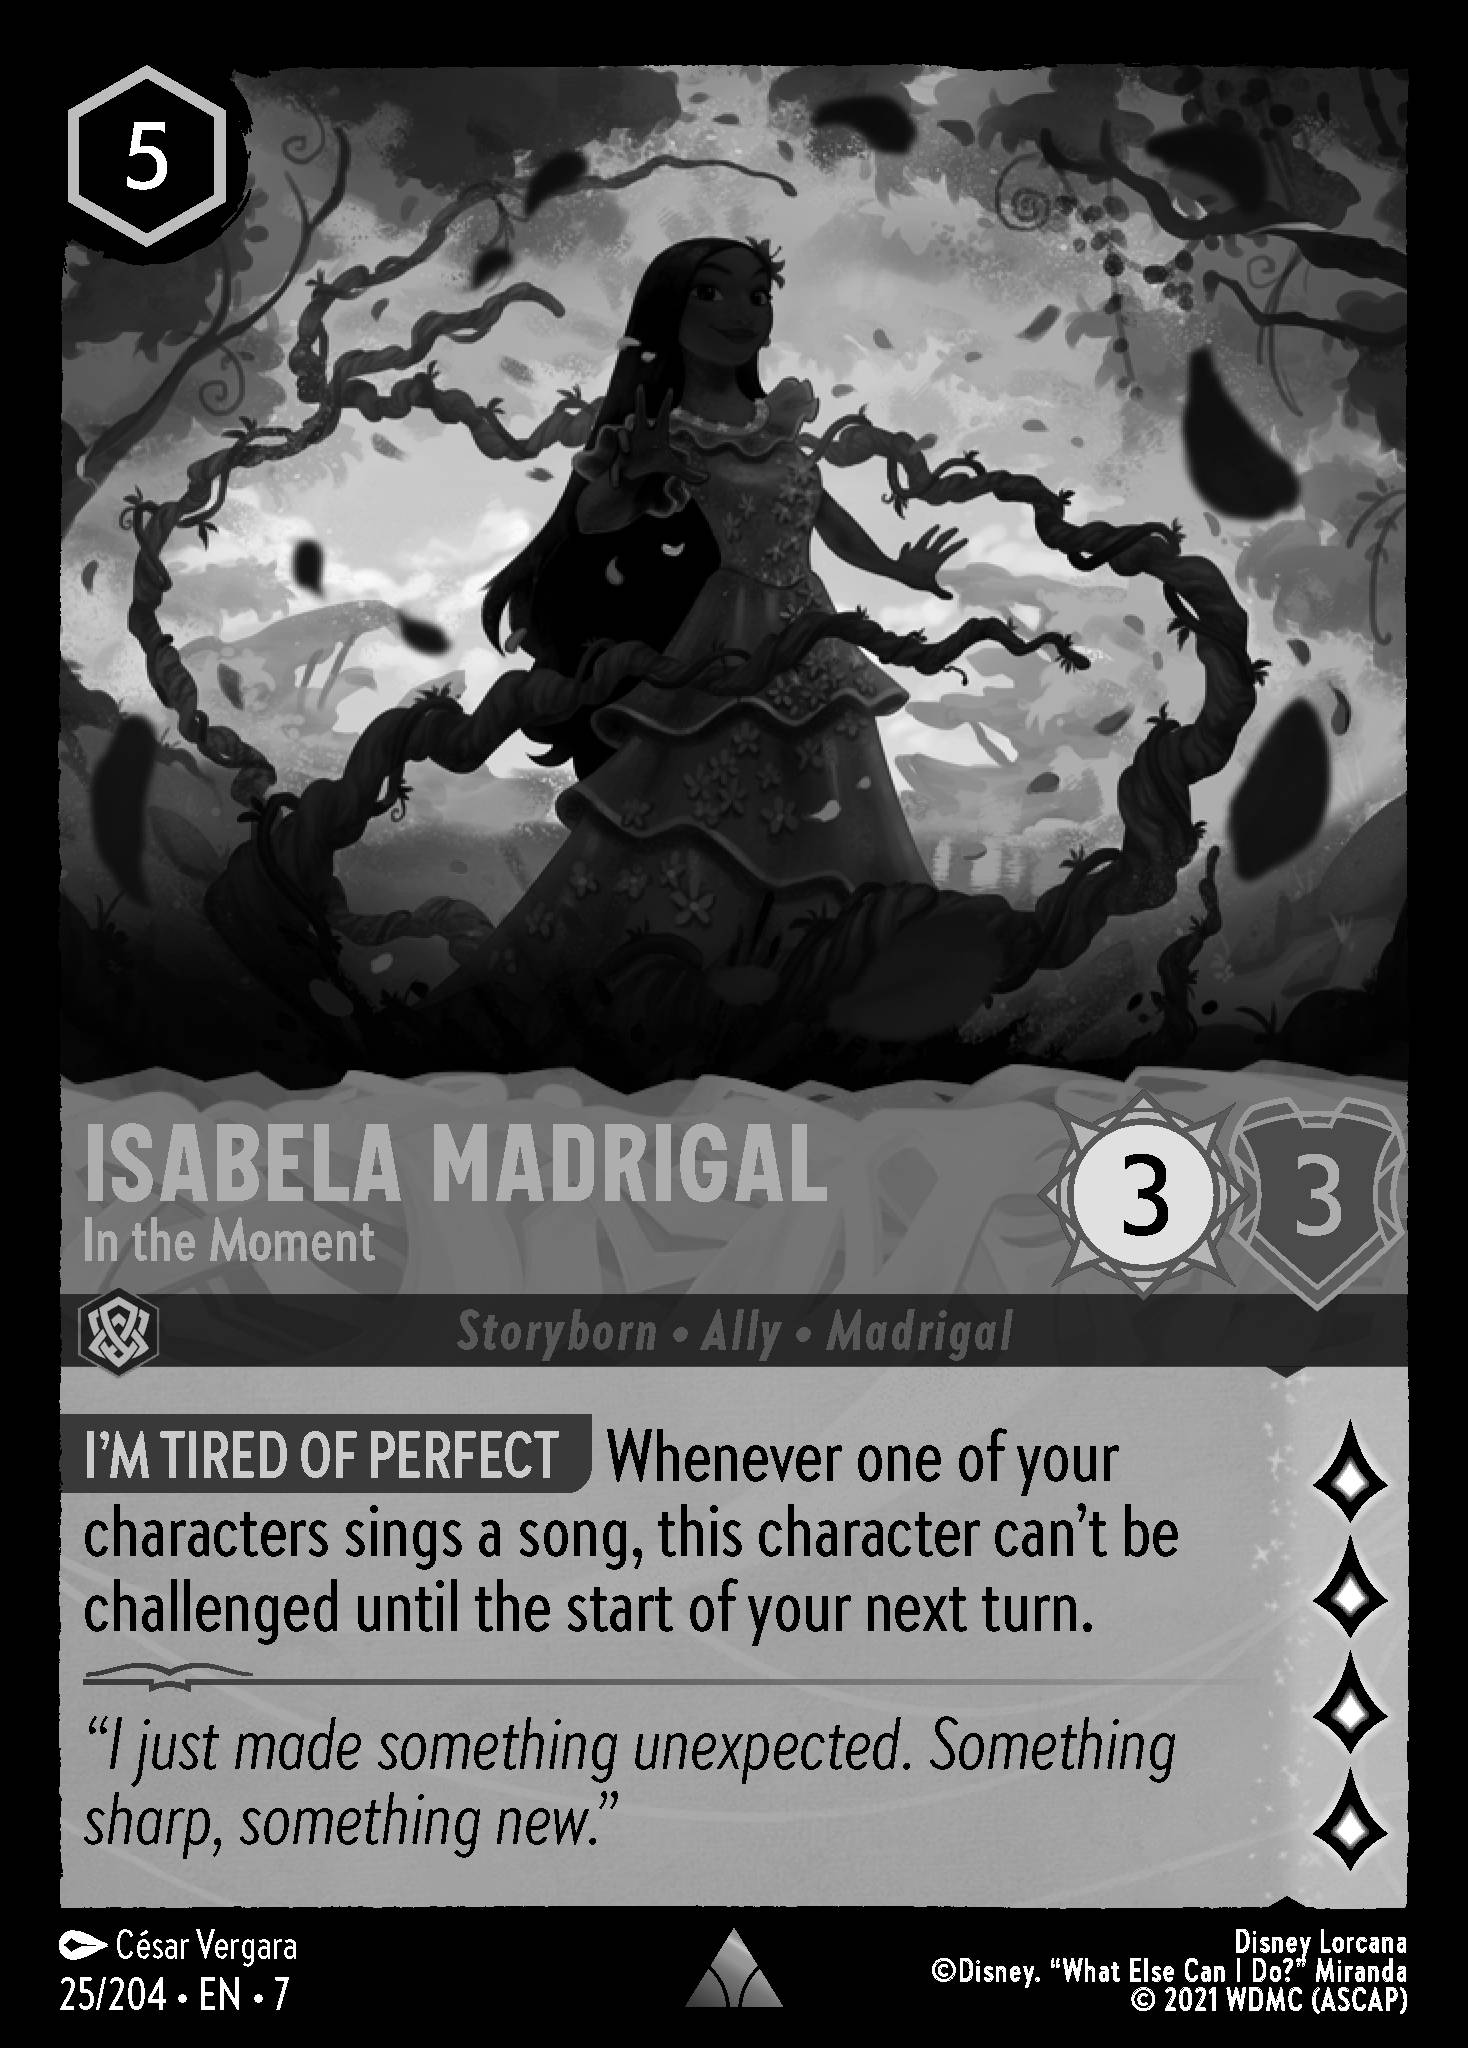 5
ISABELA MADRIGAL
In the Moment
3
3
Storyborn • Ally • Madrigal
I’M TIRED OF PERFECT Whenever one of your
characters sings a song, this character can’t be
challenged until the start of your next turn.
“I just made something unexpected. Something
sharp, something new.”
César Vergara
25/204 • EN • 7
Disney Lorcana
©Disney. “What Else Can I Do?” Miranda
© 2021 WDMC (ASCAP)